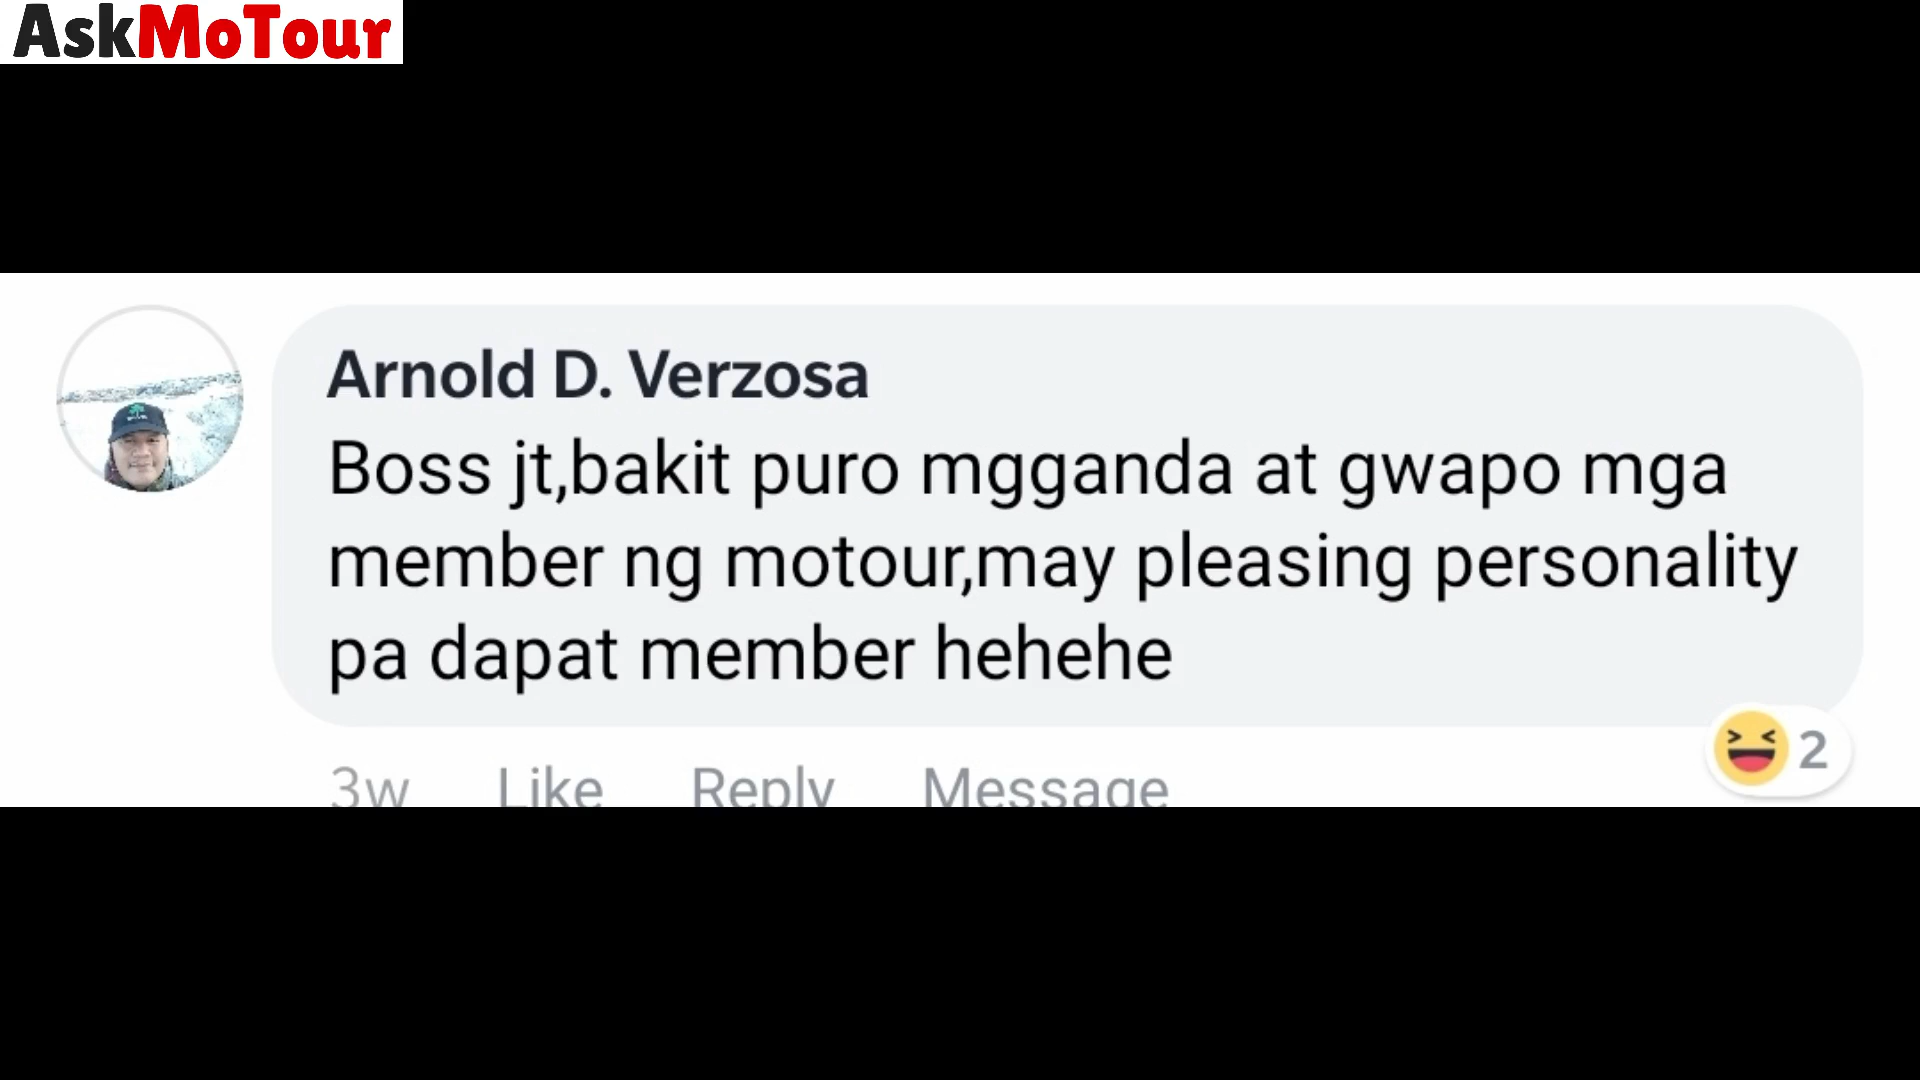 AskMoTour
Arnold D. Verzosa
Boss jt,bakit puro mgganda at gwapo mga
member ng motour,may pleasing personality
pa dapat member hehehe
2
3w Like Reply Message